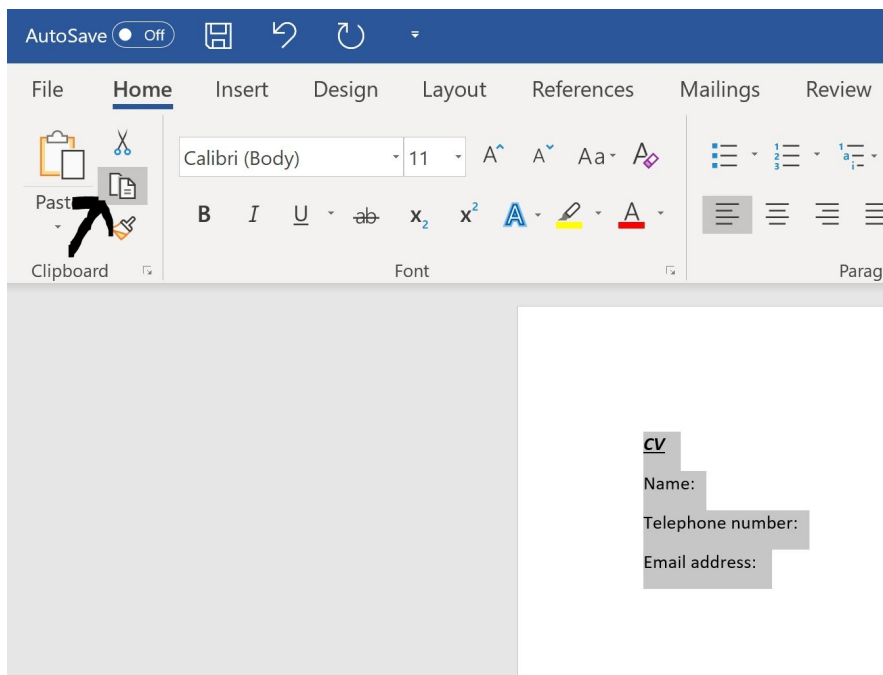 AutoSave Off
File Home Insert Design Layout References Mailings Review
Calibri (Body) 11 Aa
Paste
B I U ab x₂ x² A A
Clipboard Font Parag
CV
Name:
Telephone number:
Email address: